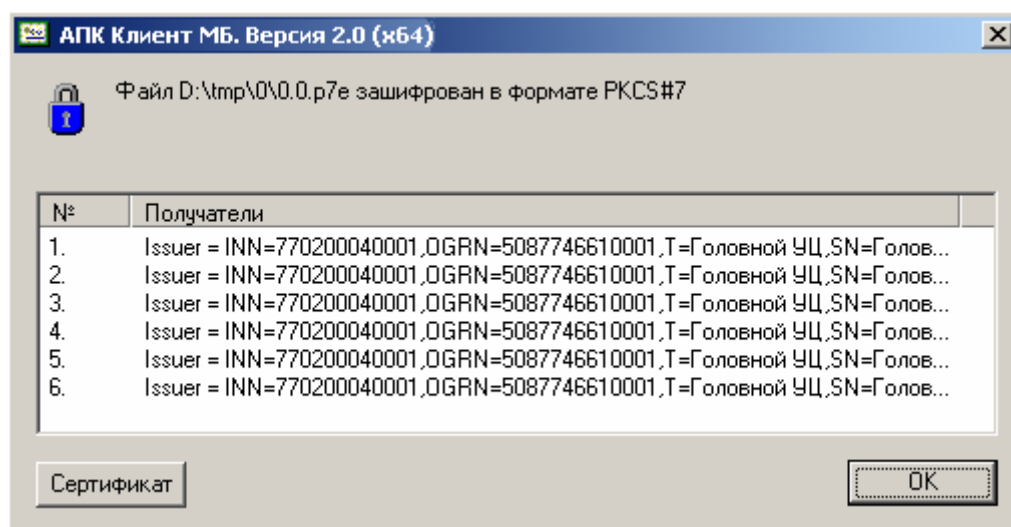 АПК Клиент МБ. Версия 2.0 (x64)
Файл D:\tmp\0\0.0.p7e зашифрован в формате PKCS#7
№ Получатели
1. Issuer = INN=770200040001,OGRN=5087746610001,T=Головной УЦ,SN=Голов...
2. Issuer = INN=770200040001,OGRN=5087746610001,T=Головной УЦ,SN=Голов...
3. Issuer = INN=770200040001,OGRN=5087746610001,T=Головной УЦ,SN=Голов...
4. Issuer = INN=770200040001,OGRN=5087746610001,T=Головной УЦ,SN=Голов...
5. Issuer = INN=770200040001,OGRN=5087746610001,T=Головной УЦ,SN=Голов...
6. Issuer = INN=770200040001,OGRN=5087746610001,T=Головной УЦ,SN=Голов...
Сертификат OK